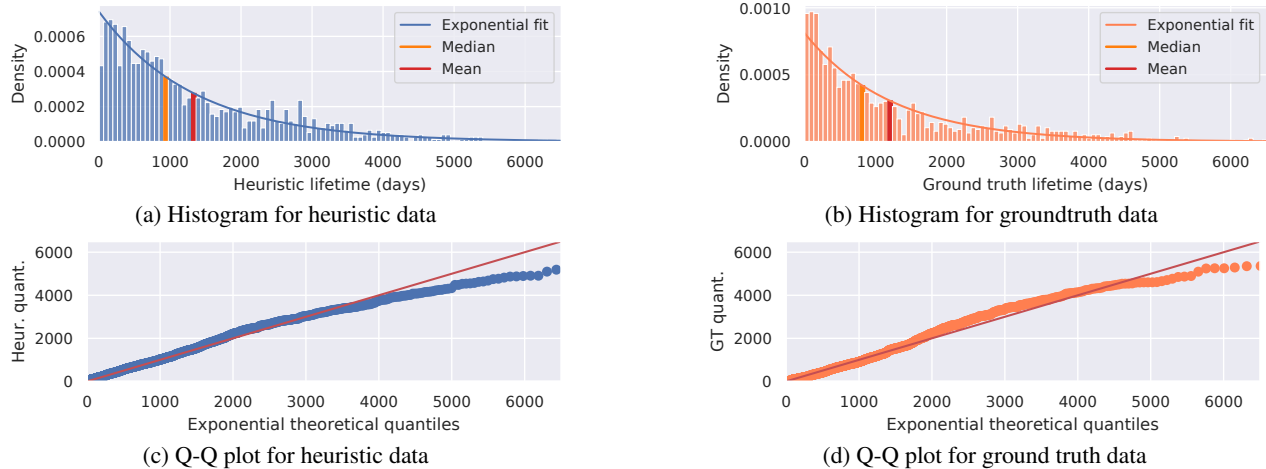 0.0006
0.0004
0.0002
0.0000
Density
Exponential fit
Median
Mean
0 1000 2000 3000 4000 5000 6000
Heuristic lifetime (days)
(a) Histogram for heuristic data
0.0010
0.0005
0.0000
Density
Exponential fit
Median
Mean
0 1000 2000 3000 4000 5000 6000
Ground truth lifetime (days)
(b) Histogram for groundtruth data
6000
4000
2000
0
Heur. quant.
0 1000 2000 3000 4000 5000 6000
Exponential theoretical quantiles
(c) Q-Q plot for heuristic data
6000
4000
2000
0
GT quant.
0 1000 2000 3000 4000 5000 6000
Exponential theoretical quantiles
(d) Q-Q plot for ground truth data